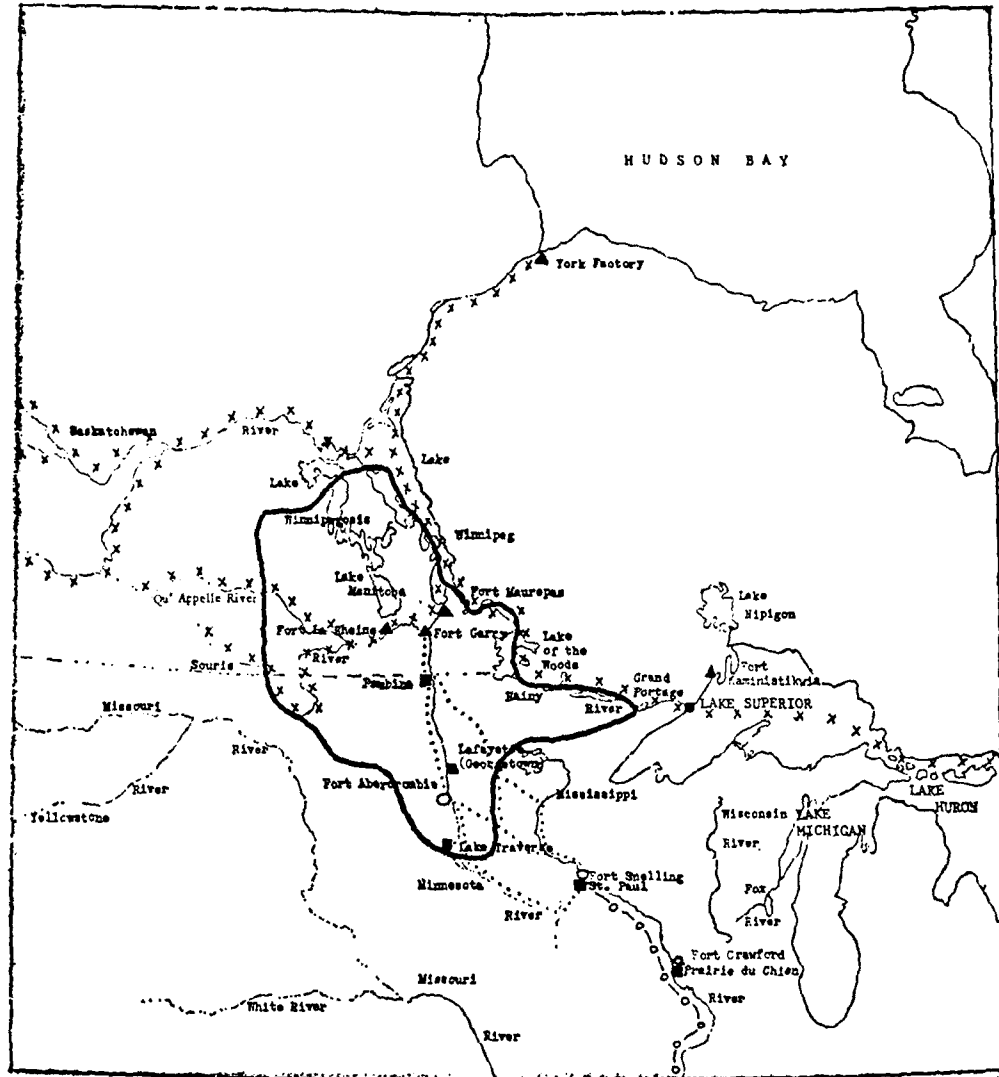 HUDSON BAY
York Factory
Saskatchewan
River
Lake
Lake
Winnipegosis
Winnipeg
Lake
Manitoba
Fort Maurepas
Qu'Appelle River
Lake
Nipigon
Fort La Rheine
Fort Garry
Lake
of the
Woods
River
Souris
Fort
Kaministikwia
Pembina
Rainy
Grand
Portage
River
LAKE SUPERIOR
Missouri
River
Lafayette
(Georgetown)
Fort Abercrombie
River
Mississippi
LAKE
HURON
Yellowstone
Wisconsin
LAKE
MICHIGAN
River
Lake Traverse
Minnesota
Fort Snelling
St. Paul
Fox
River
River
Fort Crawford
Prairie du Chien
Missouri
River
White River
River